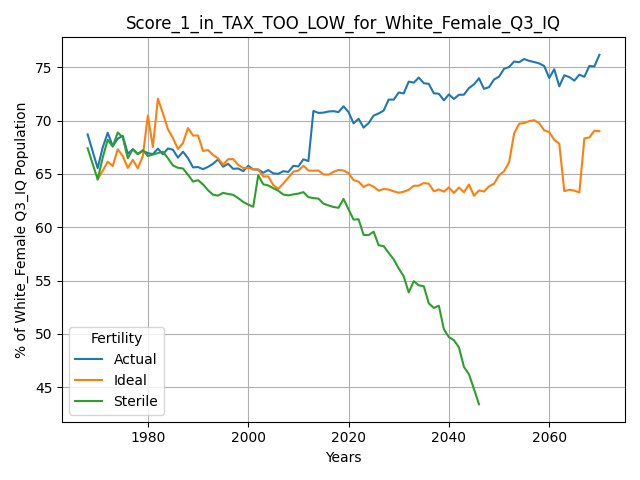 Score_1_in_TAX_TOO_LOW_for_White_Female_Q3_IQ
% of White_Female Q3_IQ Population
75
70
65
60
55
50
45
Fertility
Actual
Ideal
Sterile
1980 2000 2020 2040 2060
Years